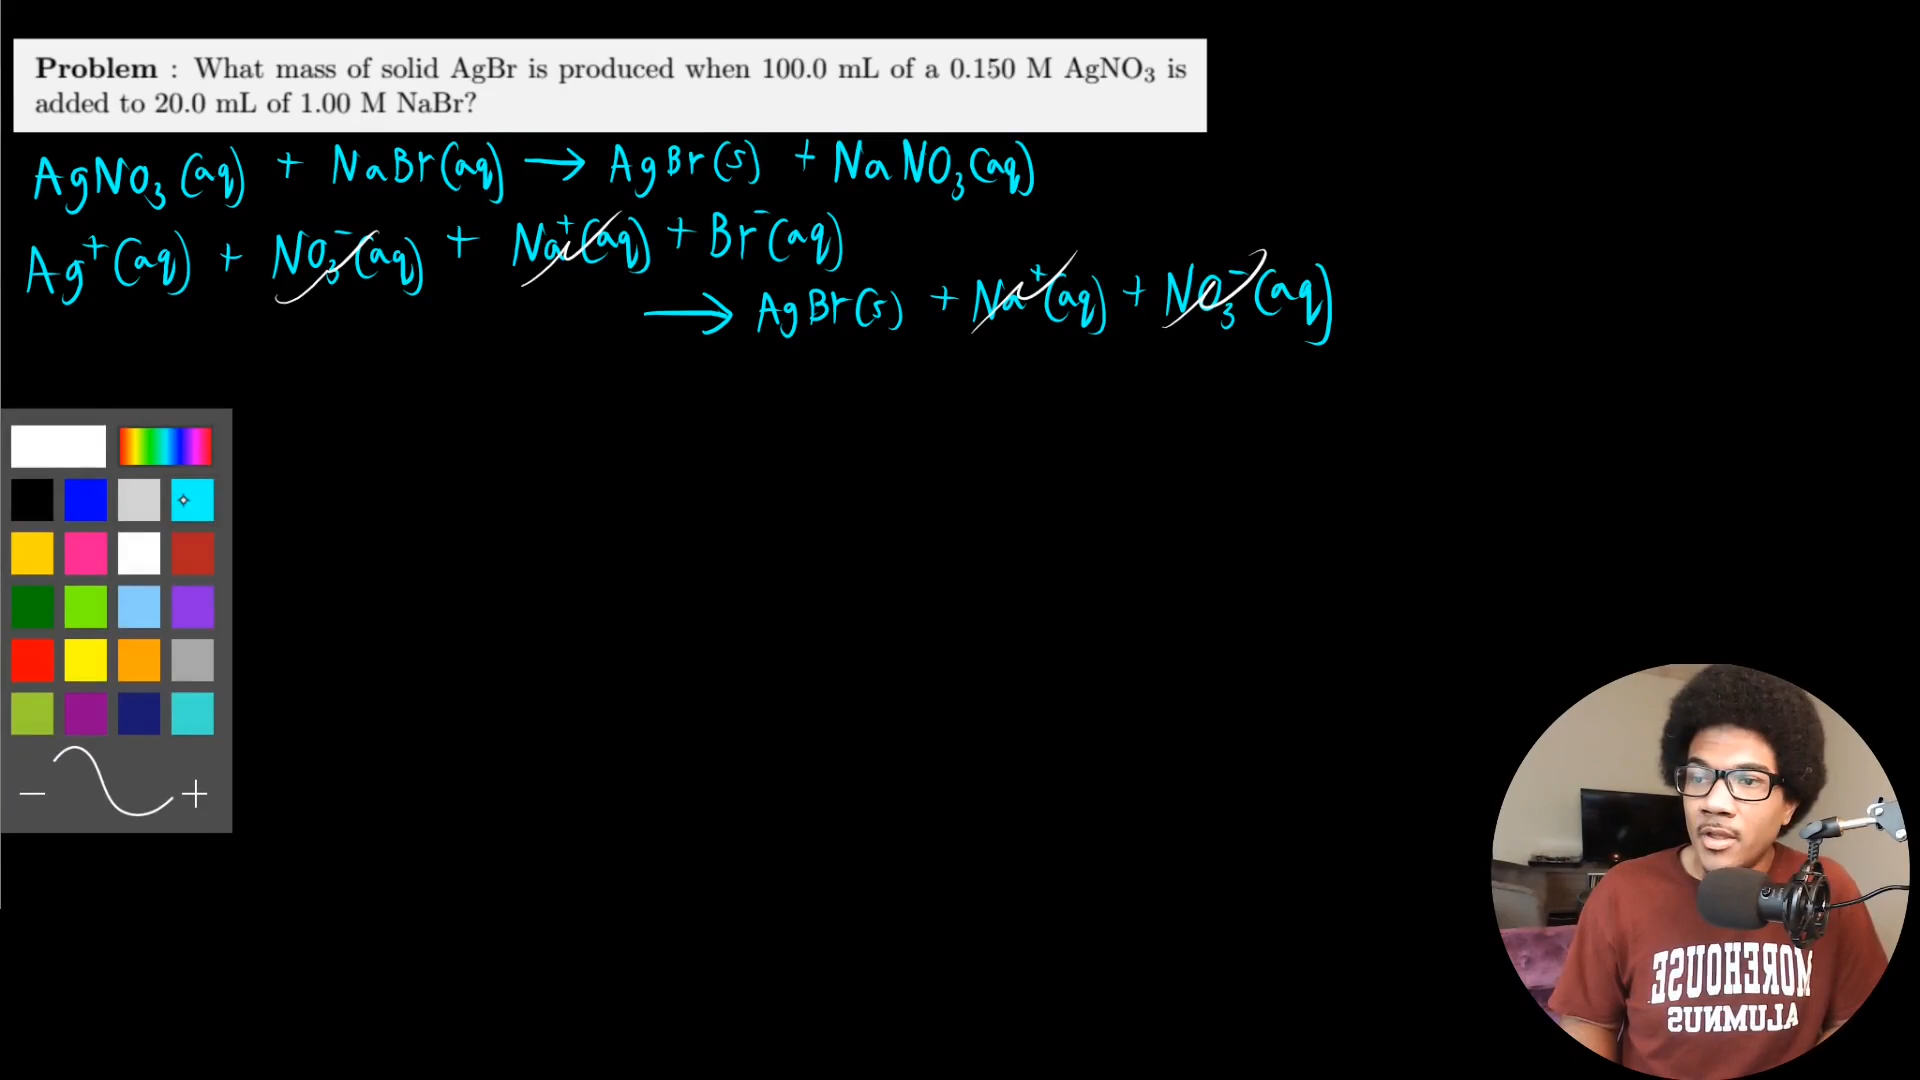 Problem : What mass of solid AgBr is produced when 100.0 mL of a 0.150 M AgNO₃ is
added to 20.0 mL of 1.00 M NaBr?
AgNO₃(aq) + NaBr(aq) → AgBr(s) + NaNO₃(aq)
Ag⁺(aq) + NO₃⁻(aq) + Na⁺(aq) + Br⁻(aq)
→ AgBr(s) + Na⁺(aq) + NO₃⁻(aq)
MOREHOUSE
ALUMNUS